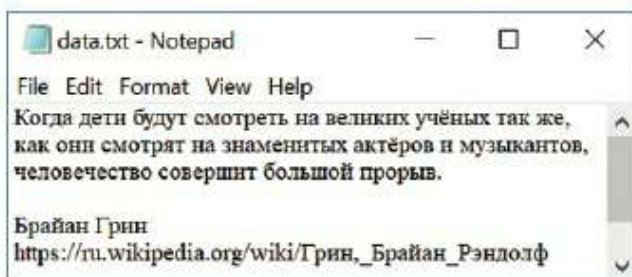 data.txt - Notepad
File Edit Format View Help
Когда дети будут смотреть на великих учёных так же,
как они смотрят на знаменитых актёров и музыкантов,
человечество совершит большой прорыв.
Брайан Грин
https://ru.wikipedia.org/wiki/Грин,_Брайан_Рэндолф